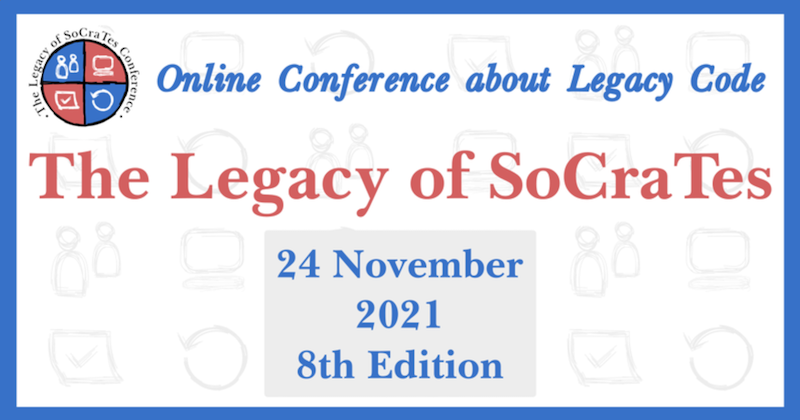 The Legacy of SoCraTes Conference
Online Conference about Legacy Code
The Legacy of SoCraTes
24 November
2021
8th Edition